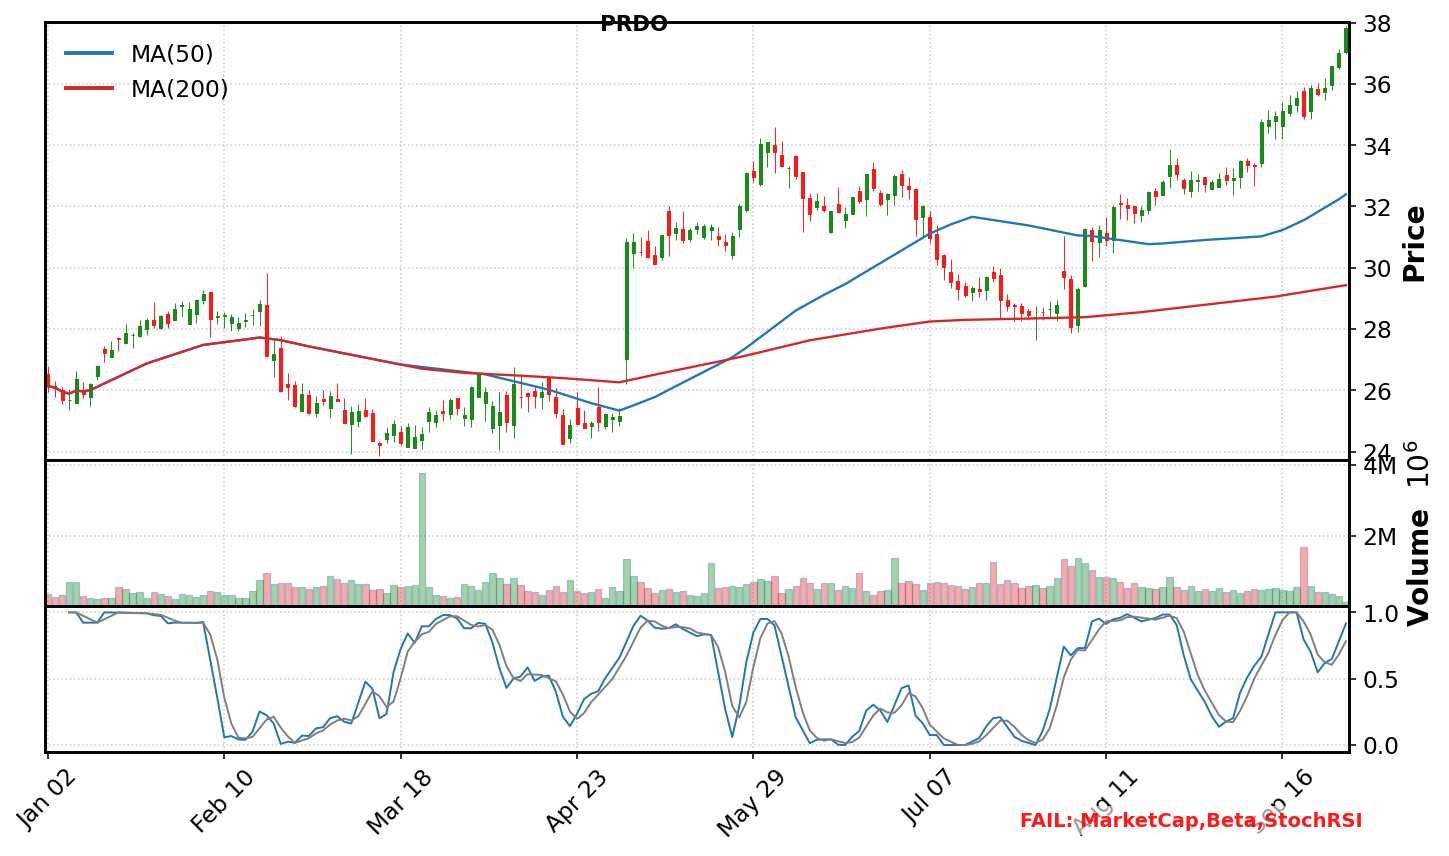 PRDO
MA(50)
MA(200)
38
36
34
32
30
28
26
24
Price
4M
2M
Volume 10^6
1.0
0.5
0.0
Jan 02
Feb 10
Mar 18
Apr 23
May 29
Jul 07
Aug 11
Sep 16
FAIL: MarketCap,Beta,StochRSI